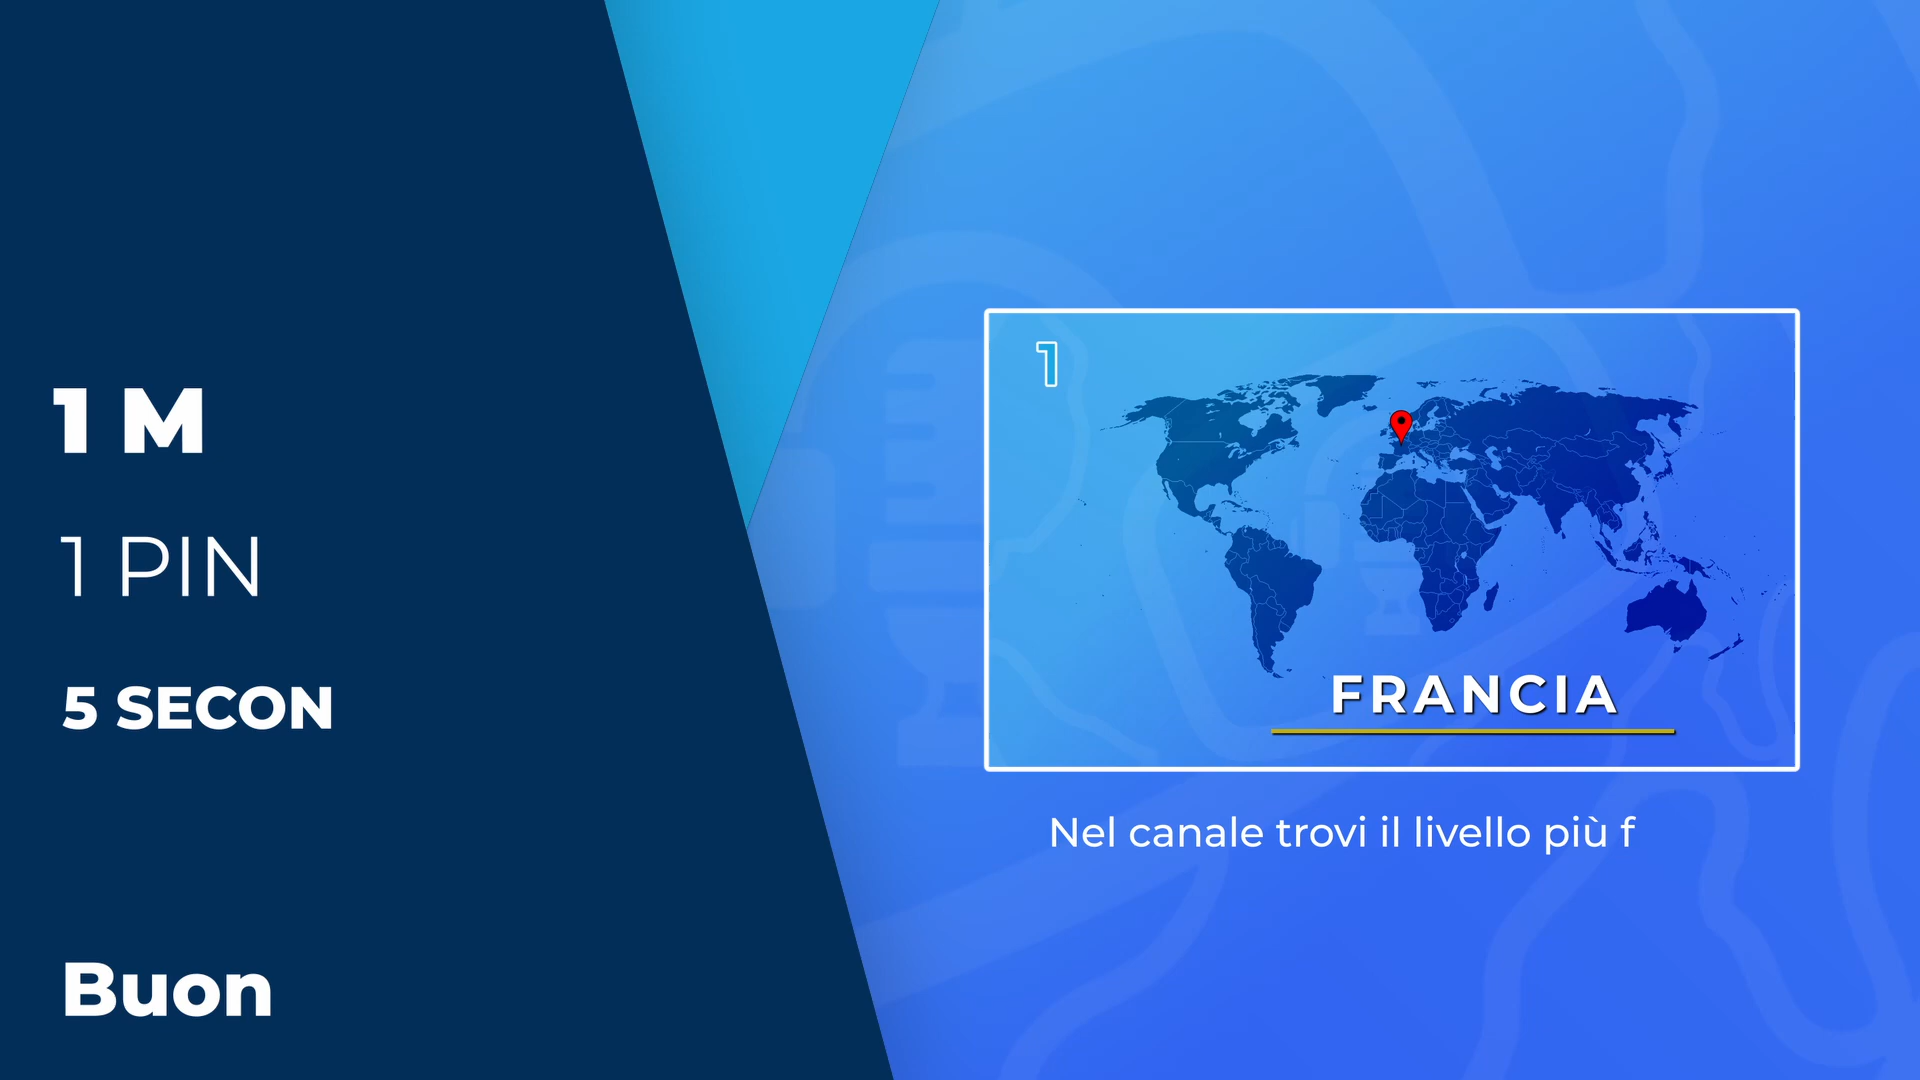 1 M
1 PIN
5 SECON
Buon
1
FRANCIA
Nel canale trovi il livello più f